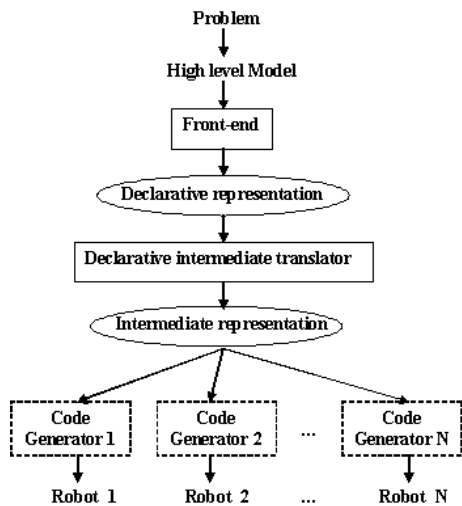 Problem
High level Model
Front-end
Declarative representation
Declarative intermediate translator
Intermediate representation
Code Generator 1
Code Generator 2
...
Code Generator N
Robot 1
Robot 2
...
Robot N